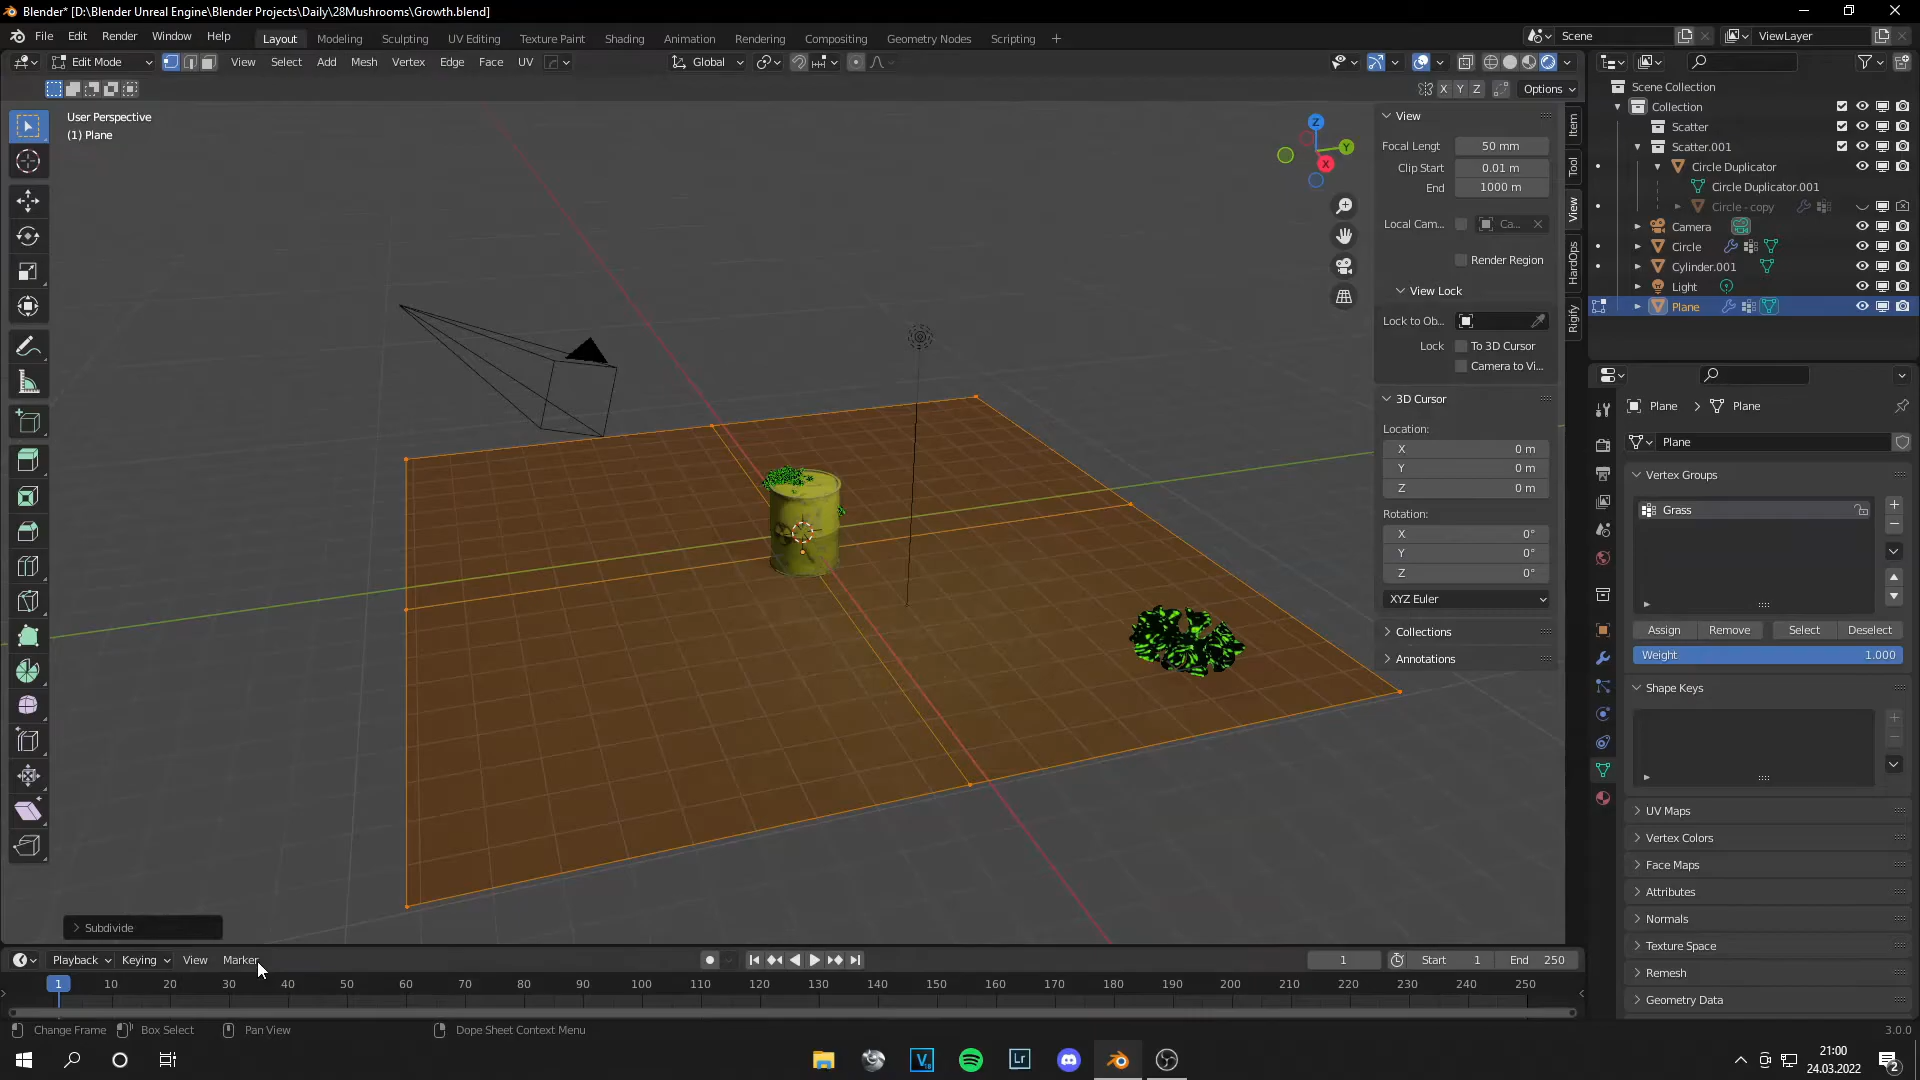 Blender* [D:\Blender Unreal Engine\Blender Projects\Daily\28Mushrooms\Growth.blend]
File Edit Render Window Help Layout Modeling Sculpting UV Editing Texture Paint Shading Animation Rendering Compositing Geometry Nodes Scripting + Scene ViewLayer
Edit Mode View Select Add Mesh Vertex Edge Face UV Global
X Y Z Options
User Perspective
(1) Plane
Z
Y
X
View
Focal Lengt 50 mm
Clip Start 0.01 m
End 1000 m
Local Cam... Ca...
Render Region
View Lock
Lock to Ob...
Lock To 3D Cursor
Camera to Vi...
3D Cursor
Location:
X 0 m
Y 0 m
Z 0 m
Rotation:
X 0°
Y 0°
Z 0°
XYZ Euler
Collections
Annotations
Item
Tool
View
HardOps
Rigify
Scene Collection
Collection
Scatter
Scatter.001
Circle Duplicator
Circle Duplicator.001
Circle - copy
Camera
Circle
Cylinder.001
Light
Plane
Plane > Plane
Plane
Vertex Groups
Grass
Assign Remove Select Deselect
Weight 1.000
Shape Keys
UV Maps
Vertex Colors
Face Maps
Attributes
Normals
Texture Space
Remesh
Geometry Data
Subdivide
Playback Keying View Marker 1 Start 1 End 250
1 10 20 30 40 50 60 70 80 90 100 110 120 130 140 150 160 170 180 190 200 210 220 230 240 250
Change Frame Box Select Pan View Dope Sheet Context Menu 3.0.0
Lr
21:00
24.03.2022
2